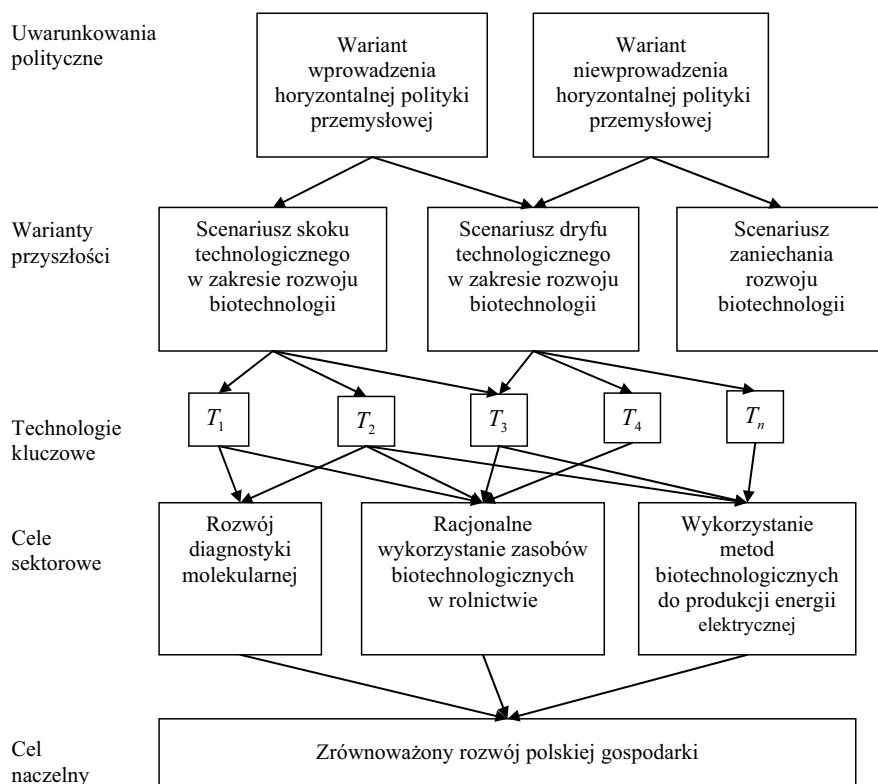 Uwarunkowania
polityczne
Wariant
wprowadzenia
horyzontalnej polityki
przemysłowej
Wariant
niewprowadzenia
horyzontalnej polityki
przemysłowej
Warianty
przyszłości
Scenariusz skoku
technologicznego
w zakresie rozwoju
biotechnologii
Scenariusz dryfu
technologicznego
w zakresie rozwoju
biotechnologii
Scenariusz
zaniechania
rozwoju
biotechnologii
Technologie
kluczowe
T1
T2
T3
T4
Tn
Cele
sektorowe
Rozwój
diagnostyki
molekularnej
Racjonalne
wykorzystanie zasobów
biotechnologicznych
w rolnictwie
Wykorzystanie
metod
biotechnologicznych
do produkcji energii
elektrycznej
Cel
naczelny
Zrównoważony rozwój polskiej gospodarki